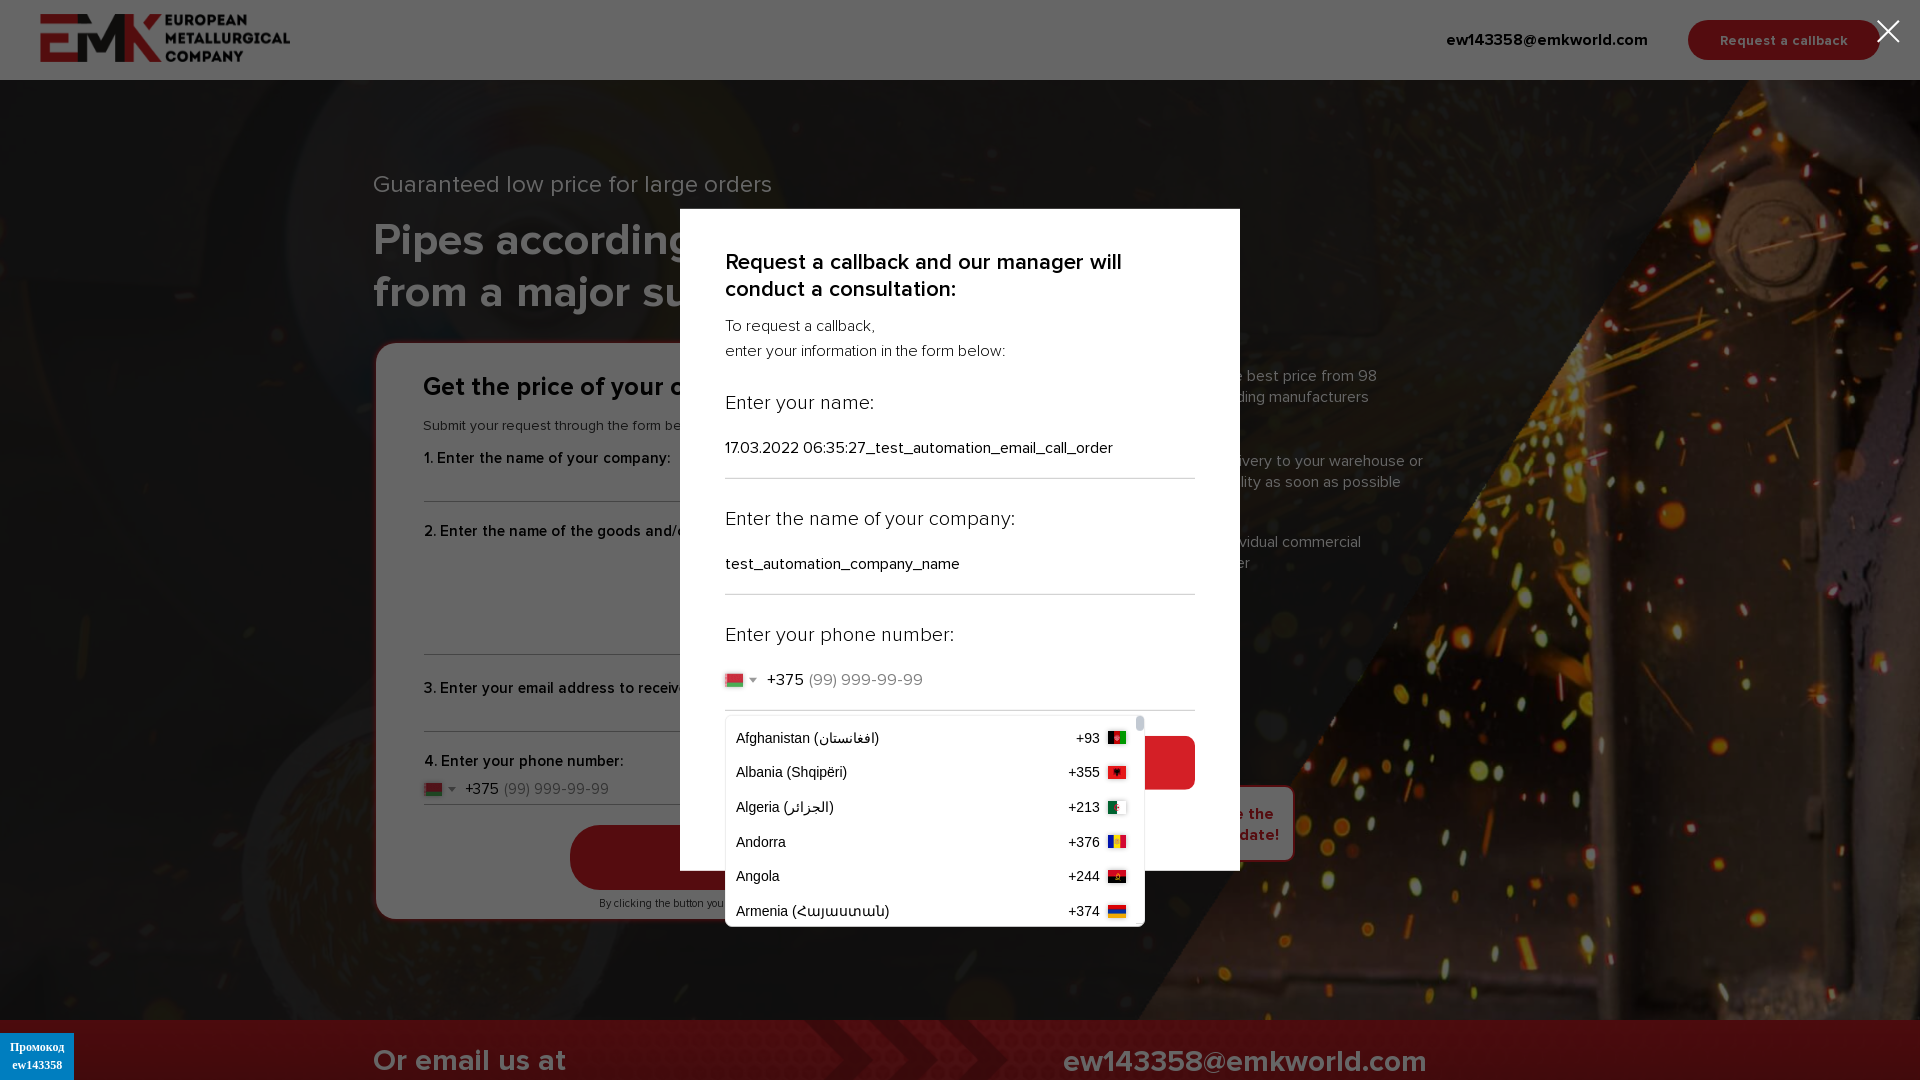 EUROPEAN
METALLURGICAL
COMPANY
EMK
ew143358@emkworld.com
Request a callback
Guaranteed low price for large orders
Pipes according
from a major su
Get the price of your
Submit your request through the form be
1. Enter the name of your company:
2. Enter the name of the goods and/
3. Enter your email address to receive
4. Enter your phone number:
+375 (99) 999-99-99
By clicking the button you
Request a callback and our manager will
conduct a consultation:
To request a callback,
enter your information in the form below:
Enter your name:
17.03.2022 06:35:27_test_automation_email_call_order
Enter the name of your company:
test_automation_company_name
Enter your phone number:
+375 (99) 999-99-99
Afghanistan (‫افغانستان‬‎) +93
Albania (Shqipëri) +355
Algeria (‫الجزائر‬‎) +213
Andorra +376
Angola +244
Armenia (Հայաստան) +374
best price from 98
ding manufacturers
ivery to your warehouse or
lity as soon as possible
vidual commercial
er
e the
date!
Or email us at
ew143358@emkworld.com
Промокод
ew143358